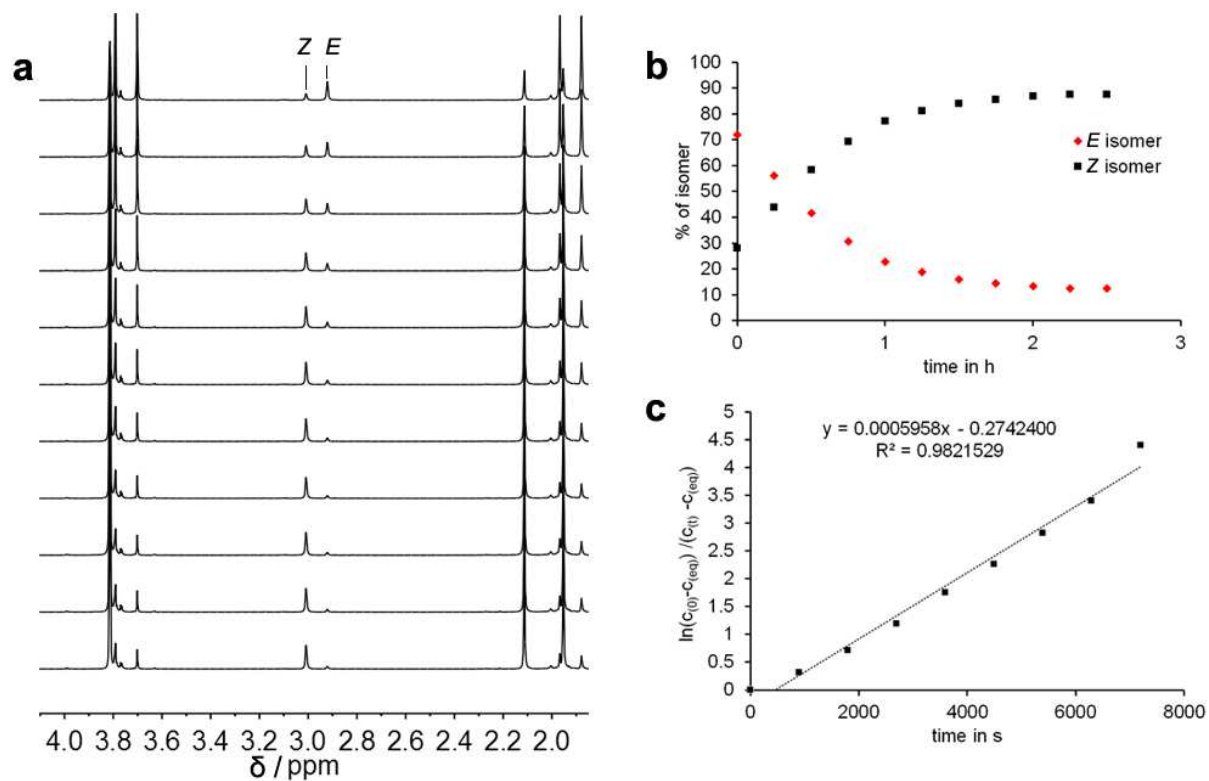 a
Z E
4.0 3.8 3.6 3.4 3.2 3.0 2.8 2.6 2.4 2.2 2.0
δ / ppm
b
100
90
80
70
60
50
40
30
20
10
0
% of isomer
E isomer
Z isomer
0 1 2 3
time in h
c
y = 0.0005958x - 0.2742400
R² = 0.9821529
5
4.5
4
3.5
3
2.5
2
1.5
1
0.5
0
ln(c(0)-c(eq)) /(c(t) -c(eq))
0 2000 4000 6000 8000
time in s